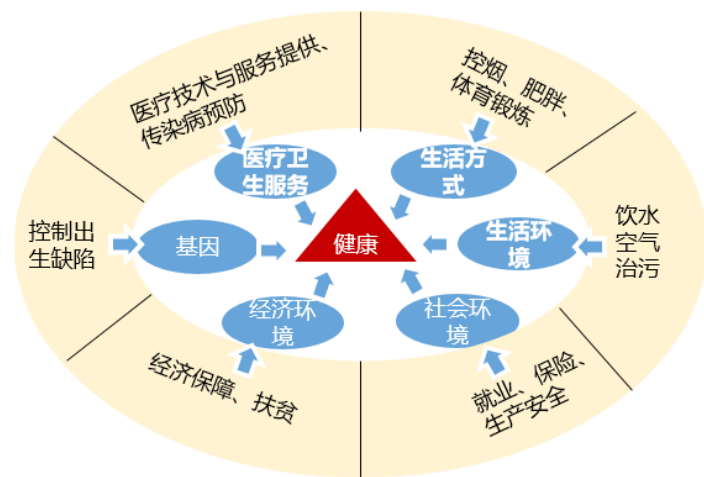 医疗技术与服务提供、
传染病预防
控烟、肥胖、
体育锻炼
医疗卫
生服务
生活方
式
控制出
生缺陷
基因
健康
生活环
境
饮水
空气
治污
经济环
境
社会环
境
经济保障、扶贫
就业、保险、
生产安全